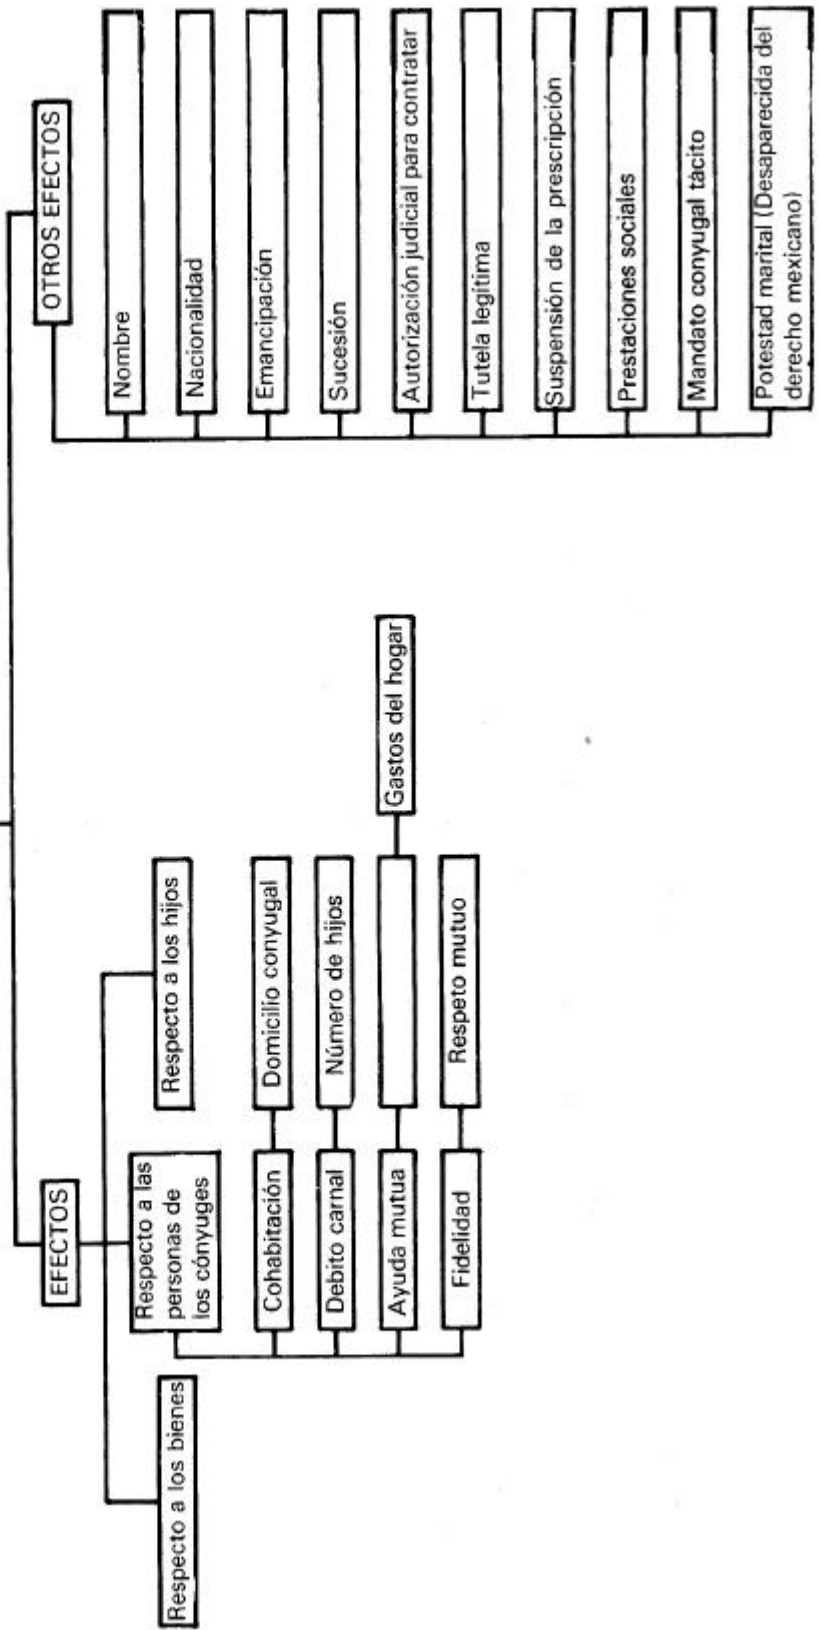 EFECTOS
Respecto a los bienes
Respecto a las
personas de
los cónyuges
Respecto a los hijos
Cohabitación
Domicilio conyugal
Debito carnal
Número de hijos
Ayuda mutua
Gastos del hogar
Fidelidad
Respeto mutuo
OTROS EFECTOS
Nombre
Nacionalidad
Emancipación
Sucesión
Autorización judicial para contratar
Tutela legítima
Suspensión de la prescripción
Prestaciones sociales
Mandato conyugal tácito
Potestad marital (Desaparecida del
derecho mexicano)